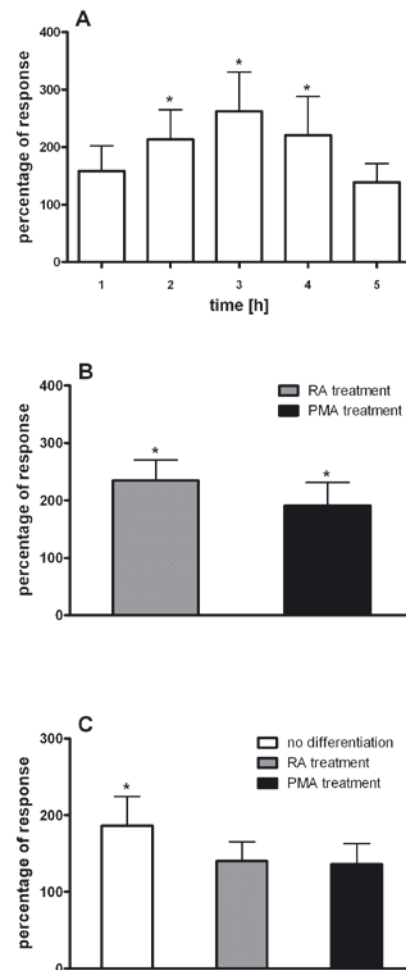 A
percentage of response
400
300
200
100
0
* * *
1 2 3 4 5
time [h]
B
percentage of response
400
300
200
100
0
RA treatment
PMA treatment
* *
C
percentage of response
300
200
100
0
no differentiation
RA treatment
PMA treatment
*